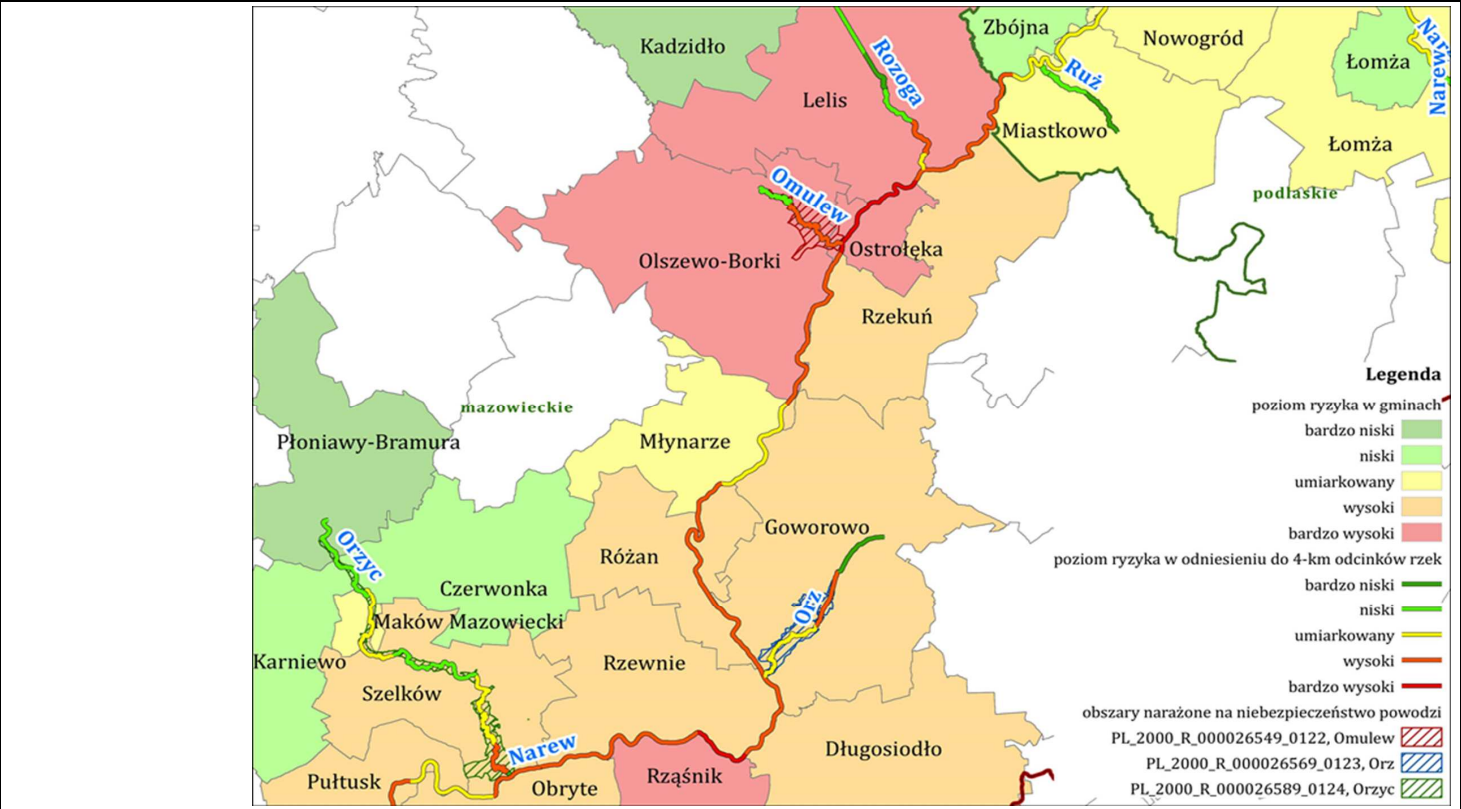 Kadzidło
Zbójna
Nowogród
Narew
Łomża
Rozoga
Ruż
Narew
Lelis
Miastkowo
Łomża
Omulew
podlaskie
Ostrołęka
Olszewo-Borki
Rzekuń
mazowieckie
Płoniawy-Bramura
Młynarze
Goworowo
Różan
Orzyc
Czerwonka
Orz
Maków Mazowiecki
Karniewo
Rzewnie
Szelków
Narew
Długosiodło
Pułtusk
Obryte
Rząśnik
Legenda
poziom ryzyka w gminach
bardzo niski
niski
umiarkowany
wysoki
bardzo wysoki
poziom ryzyka w odniesieniu do 4-km odcinków rzek
bardzo niski
niski
umiarkowany
wysoki
bardzo wysoki
obszary narażone na niebezpieczeństwo powodzi
PL_2000_R_000026549_0122, Omulew
PL_2000_R_000026569_0123, Orz
PL_2000_R_000026589_0124, Orzyc